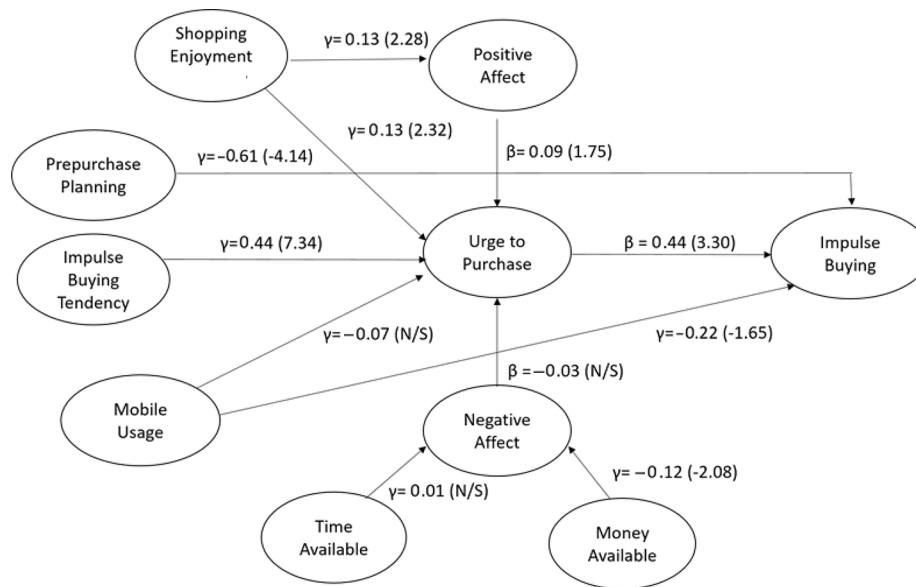 Shopping
Enjoyment
γ= 0.13 (2.28)
Positive
Affect
γ= 0.13 (2.32)
β= 0.09 (1.75)
Prepurchase
Planning
γ=−0.61 (-4.14)
Impulse
Buying
Tendency
γ=0.44 (7.34)
Urge to
Purchase
β = 0.44 (3.30)
Impulse
Buying
γ=−0.07 (N/S)
γ=−0.22 (-1.65)
β =−0.03 (N/S)
Mobile
Usage
Negative
Affect
γ= 0.01 (N/S)
γ= −0.12 (-2.08)
Time
Available
Money
Available